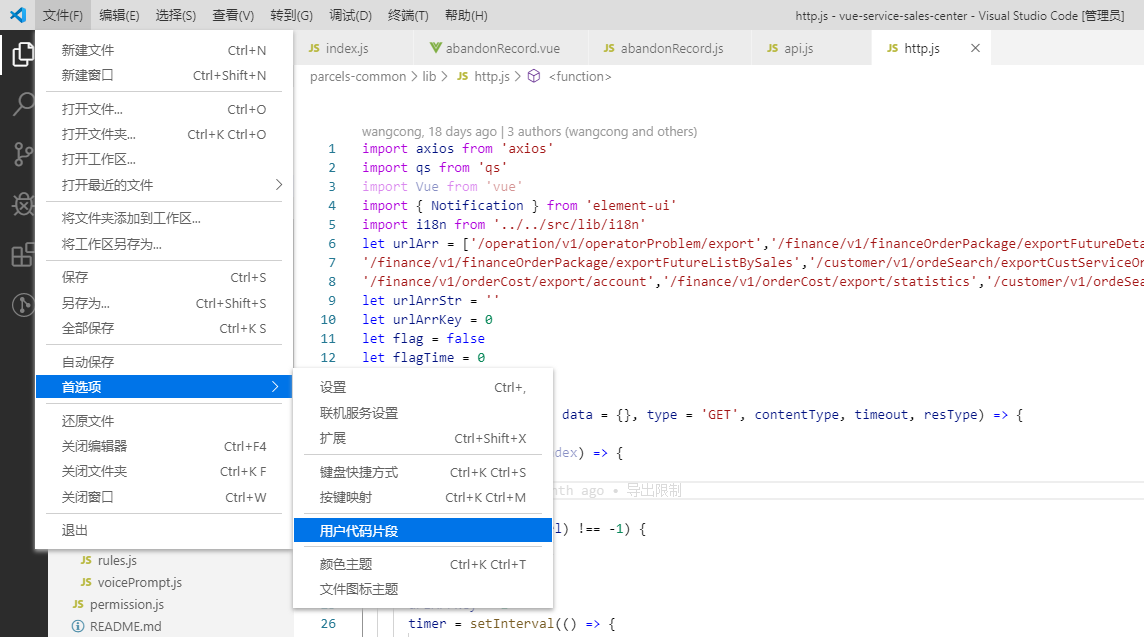 文件(F) 编辑(E) 选择(S) 查看(V) 转到(G) 调试(D) 终端(T) 帮助(H) http.js - vue-service-sales-center - Visual Studio Code [管理员]
新建文件 Ctrl+N
新建窗口 Ctrl+Shift+N
打开文件... Ctrl+O
打开文件夹... Ctrl+K Ctrl+O
打开工作区...
打开最近的文件
将文件夹添加到工作区...
将工作区另存为...
保存 Ctrl+S
另存为... Ctrl+Shift+S
全部保存 Ctrl+K S
自动保存
首选项
还原文件
关闭编辑器 Ctrl+F4
关闭文件夹 Ctrl+K F
关闭窗口 Ctrl+W
退出
JS rules.js
JS voicePrompt.js
JS permission.js
README.md
设置 Ctrl+,
联机服务设置
扩展 Ctrl+Shift+X
键盘快捷方式 Ctrl+K Ctrl+S
按键映射 Ctrl+K Ctrl+M
用户代码片段
颜色主题 Ctrl+K Ctrl+T
文件图标主题
JS index.js abandonRecord.vue JS abandonRecord.js JS api.js JS http.js
parcels-common > lib > JS http.js > <function>
wangcong, 18 days ago | 3 authors (wangcong and others)
1 import axios from 'axios'
2 import qs from 'qs'
3 import Vue from 'vue'
4 import { Notification } from 'element-ui'
5 import i18n from '../../src/lib/i18n'
6 let urlArr = ['/operation/v1/operatorProblem/export','/finance/v1/financeOrderPackage/exportFutureDeta
7 '/finance/v1/financeOrderPackage/exportFutureListBySales','/customer/v1/ordeSearch/exportCustServiceOr
8 '/finance/v1/orderCost/export/account','/finance/v1/orderCost/export/statistics','/customer/v1/ordeSea
9 let urlArrStr = ''
10 let urlArrKey = 0
11 let flag = false
12 let flagTime = 0
data = {}, type = 'GET', contentType, timeout, resType) => {
dex) => {
nth ago • 导出限制
l) !== -1) {
26 timer = setInterval(() => {